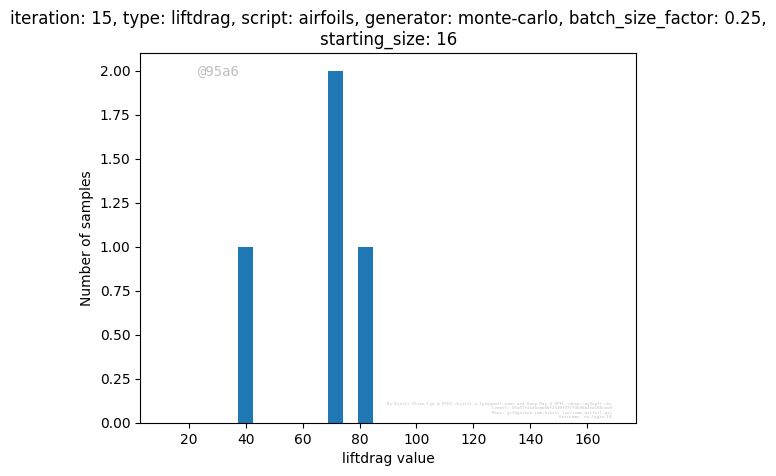 iteration: 15, type: liftdrag, script: airfoils, generator: monte-carlo, batch_size_factor: 0.25,
starting_size: 16
@95a6
2.00
1.75
1.50
1.25
1.00
0.75
0.50
0.25
0.00
Number of samples
20 40 60 80 100 120 140 160
liftdrag value